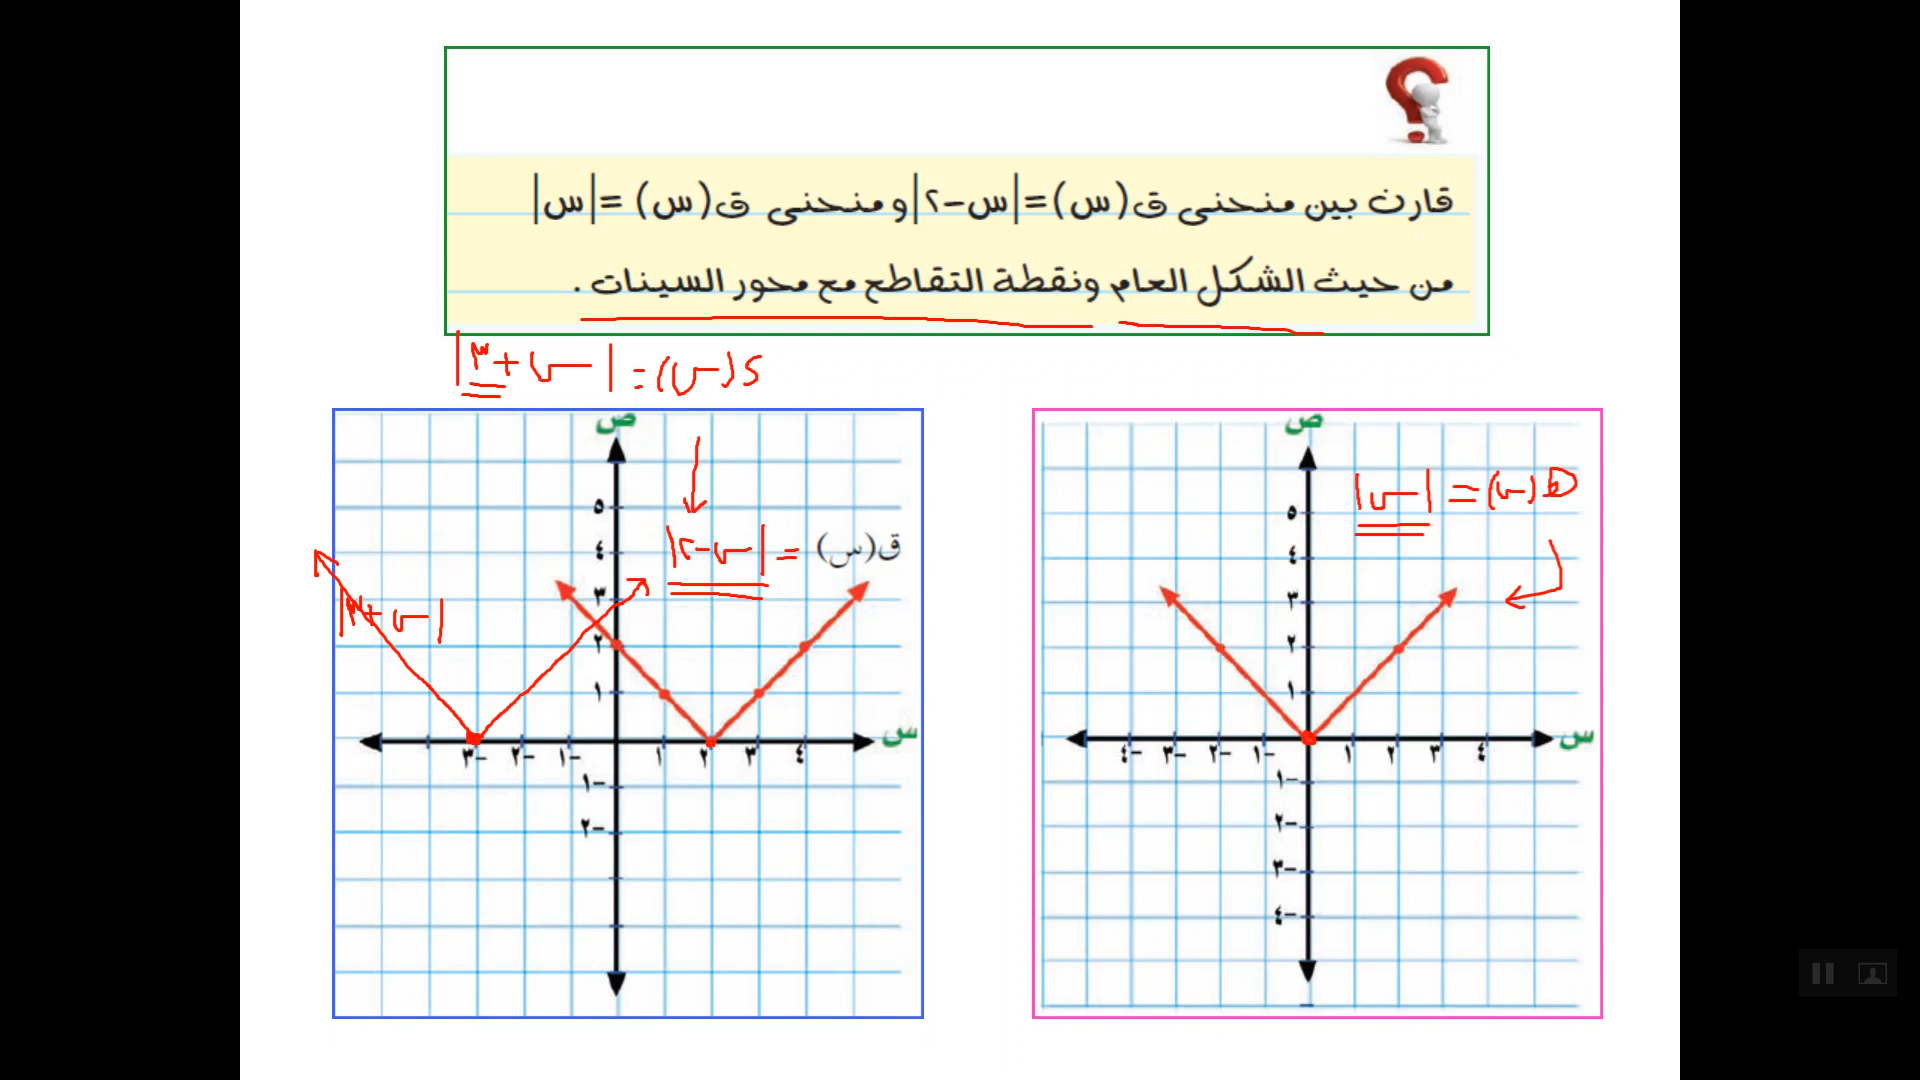 قارن بين منحنى ق(س)=|س-٢| و منحنى ق(س)=|س|
من حيث الشكل العام ونقطة التقاطع مع محور السينات .
د(س)=|س+٣|
ص
ق(س) = |س-٢|
|س+٣|
٥
٤
٣
٢
١
س
-٣ -٢ -١ ١ ٢ ٣ ٤
-١
-٢
ص
ق(س) = |س|
٥
٤
٣
٢
١
س
-٤ -٣ -٢ -١ ١ ٢ ٣ ٤
-١
-٢
-٣
-٤